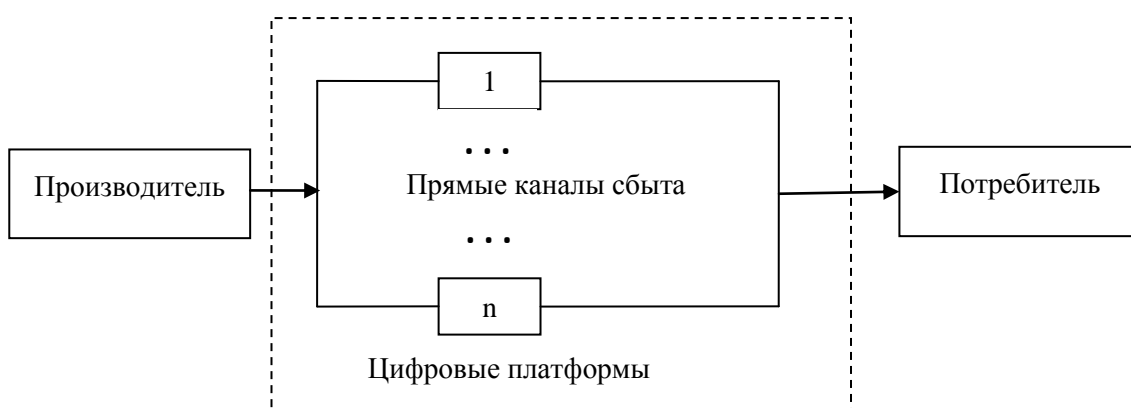 1
...
Производитель
Прямые каналы сбыта
Потребитель
...
n
Цифровые платформы